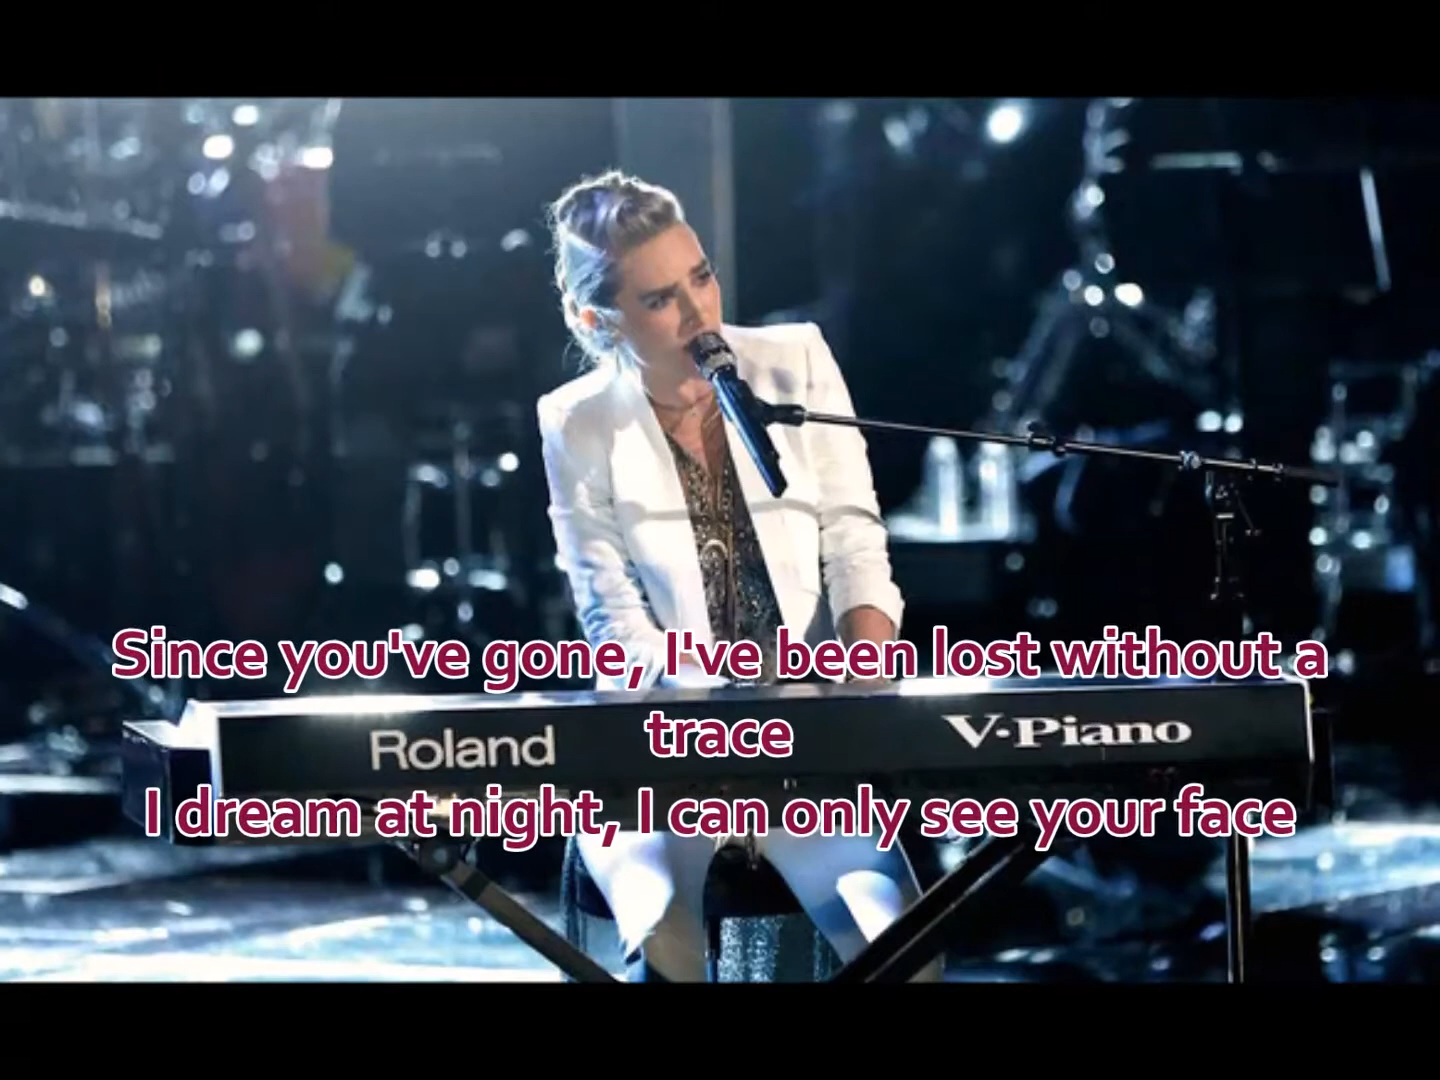 Since you've gone, I've been lost without a
trace
Roland
V-Piano
I dream at night, I can only see your face